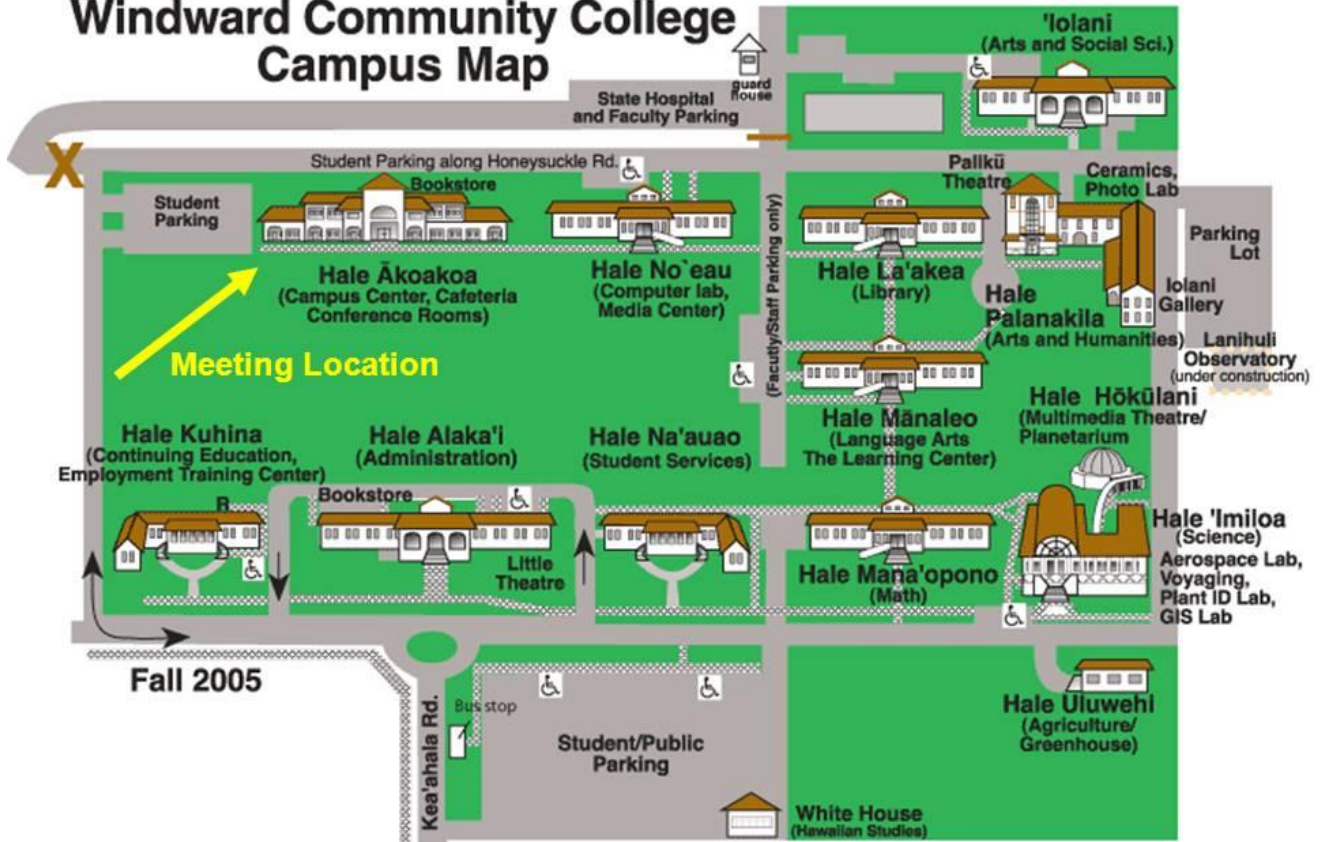 Windward Community College
Campus Map
'Iolani
(Arts and Social Sci.)
guard
house
State Hospital
and Faculty Parking
X
Student Parking along Honeysuckle Rd.
Bookstore
Student
Parking
Hale Ākoakoa
(Campus Center, Cafeteria
Conference Rooms)
Hale No`eau
(Computer lab,
Media Center)
(Facutly/Staff Parking only)
Palikū
Theatre
Ceramics,
Photo Lab
Parking
Lot
Hale La'akea
(Library)
Iolani
Gallery
Hale
Palanakila
(Arts and Humanities)
Lanihuli
Observatory
(under construction)
Meeting Location
Hale Mānaleo
(Language Arts
The Learning Center)
Hale Hōkūlani
(Multimedia Theatre/
Planetarium
Hale Kuhina
(Continuing Education,
Employment Training Center)
R
Hale Alaka'i
(Administration)
Bookstore
Little
Theatre
Hale Na'auao
(Student Services)
Hale Mana'opono
(Math)
Hale 'Imiloa
(Science)
Aerospace Lab,
Voyaging,
Plant ID Lab,
GIS Lab
Fall 2005
Kea'ahala Rd.
Bus stop
Student/Public
Parking
Hale Uluwehi
(Agriculture/
Greenhouse)
White House
(Hawaiian Studies)